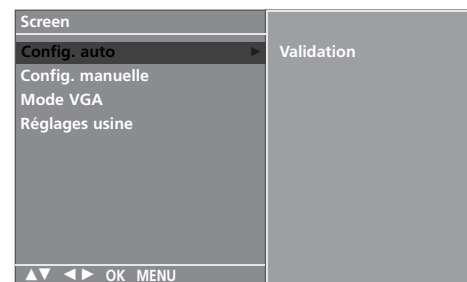 Screen
Config. auto ► Validation
Config. manuelle
Mode VGA
Réglages usine
▲▼ ◄► OK MENU